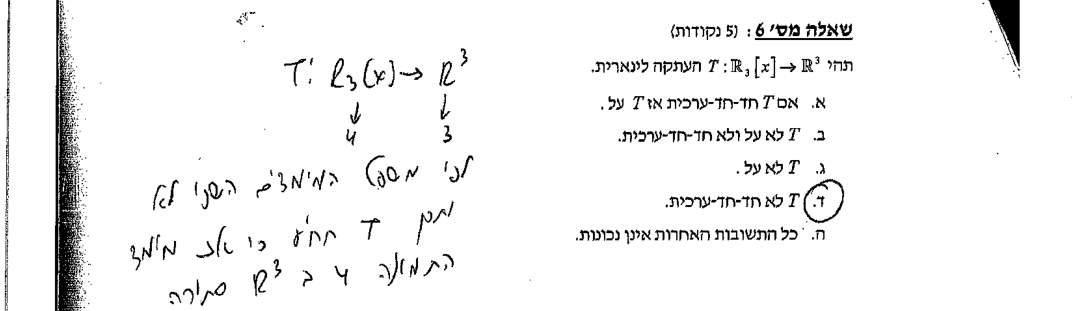 שאלה מס' 6 : (5 נקודות)
תהי T : ℝ₃[x] → ℝ³ העתקה לינארית.
א. אם T חד-חד-ערכית אז T על.
ב. T לא על ולא חד-חד-ערכית.
ג. T לא על.
ד. T לא חד-חד-ערכית.
ה. כל התשובות האחרות אינן נכונות.
T: R₃(x) → R³
↓ ↓
4 3
לפי משפט המימדים השני לא
יתכן T חח"ע כי אז מימד
התמונה 4 ב R³ סתירה